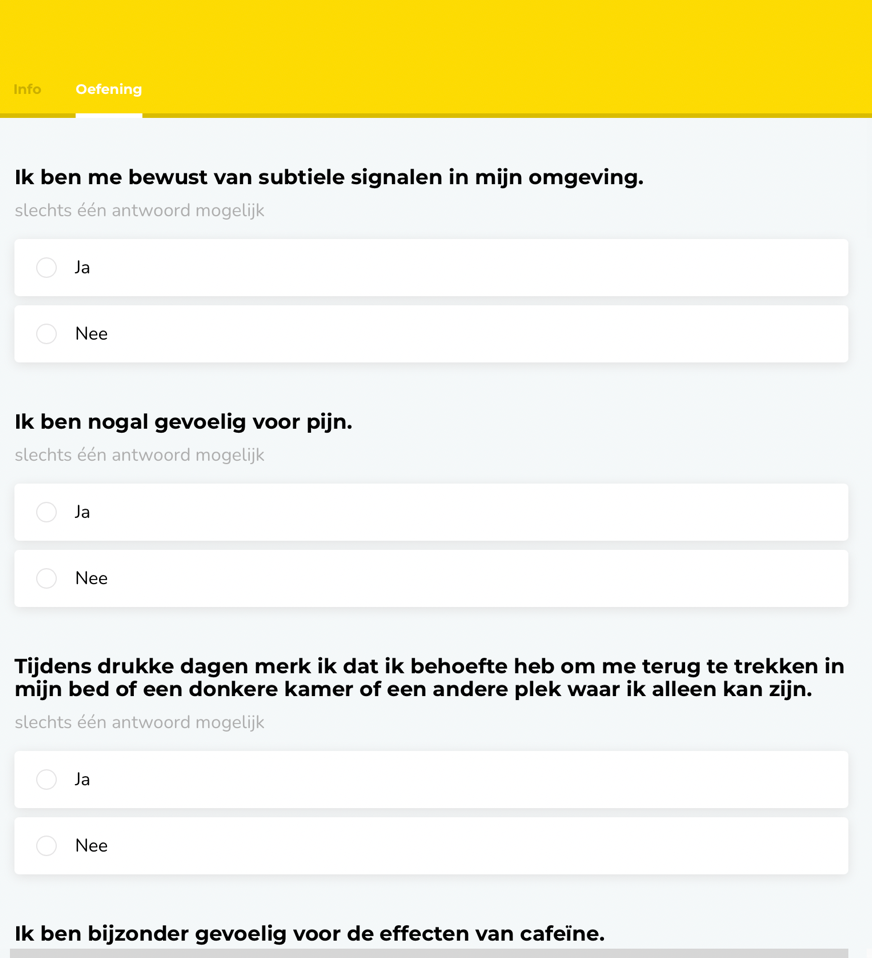 Info
Oefening
Ik ben me bewust van subtiele signalen in mijn omgeving.
slechts één antwoord mogelijk
Ja
Nee
Ik ben nogal gevoelig voor pijn.
slechts één antwoord mogelijk
Ja
Nee
Tijdens drukke dagen merk ik dat ik behoefte heb om me terug te trekken in
mijn bed of een donkere kamer of een andere plek waar ik alleen kan zijn.
slechts één antwoord mogelijk
Ja
Nee
Ik ben bijzonder gevoelig voor de effecten van cafeïne.